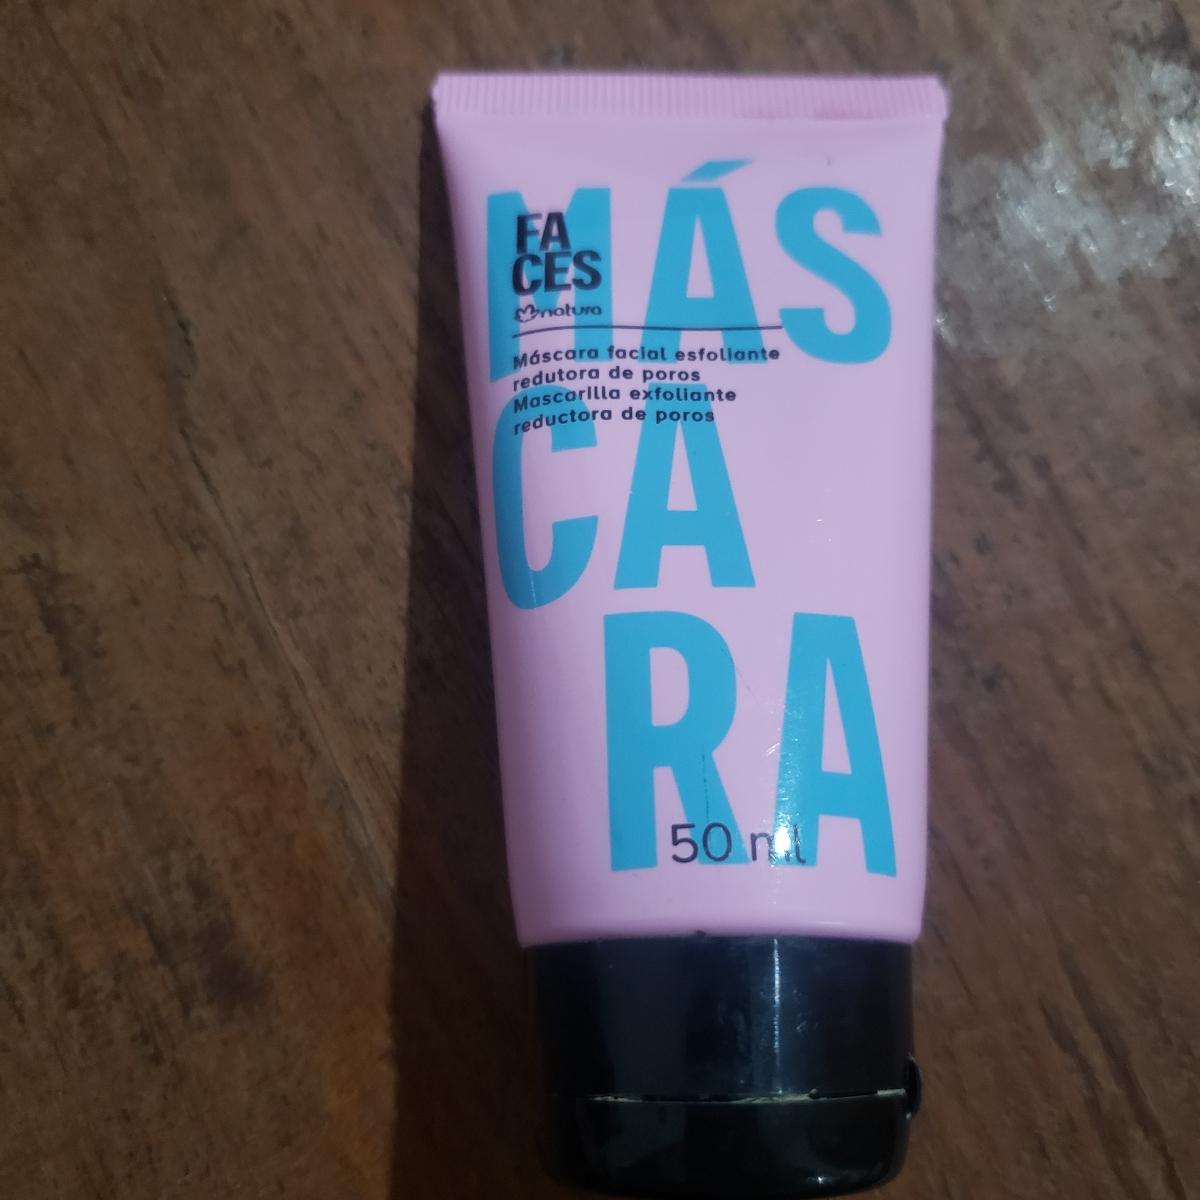 MÁS
CA
RA
FA
CES
natura
Máscara facial esfoliante
redutora de poros
Mascarilla exfoliante
reductora de poros
50 ml